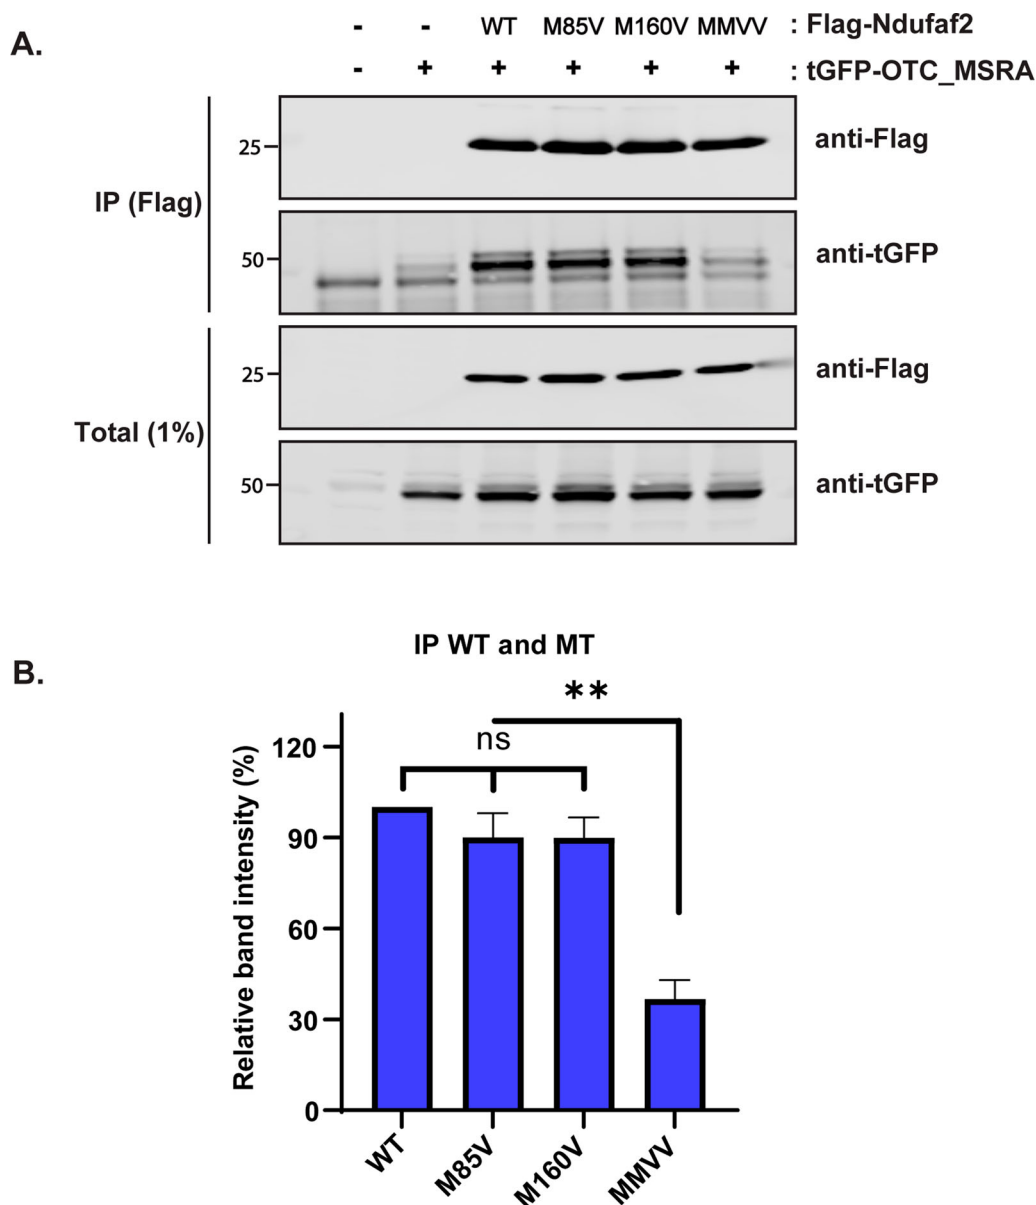 A.
- - WT M85V M160V MMVV : Flag-Ndufaf2
- + + + + + : tGFP-OTC_MSRA
IP (Flag)
25
anti-Flag
50
anti-tGFP
Total (1%)
25
anti-Flag
50
anti-tGFP
B.
IP WT and MT
**
ns
Relative band intensity (%)
120
90
60
30
0
WT M85V M160V MMVV